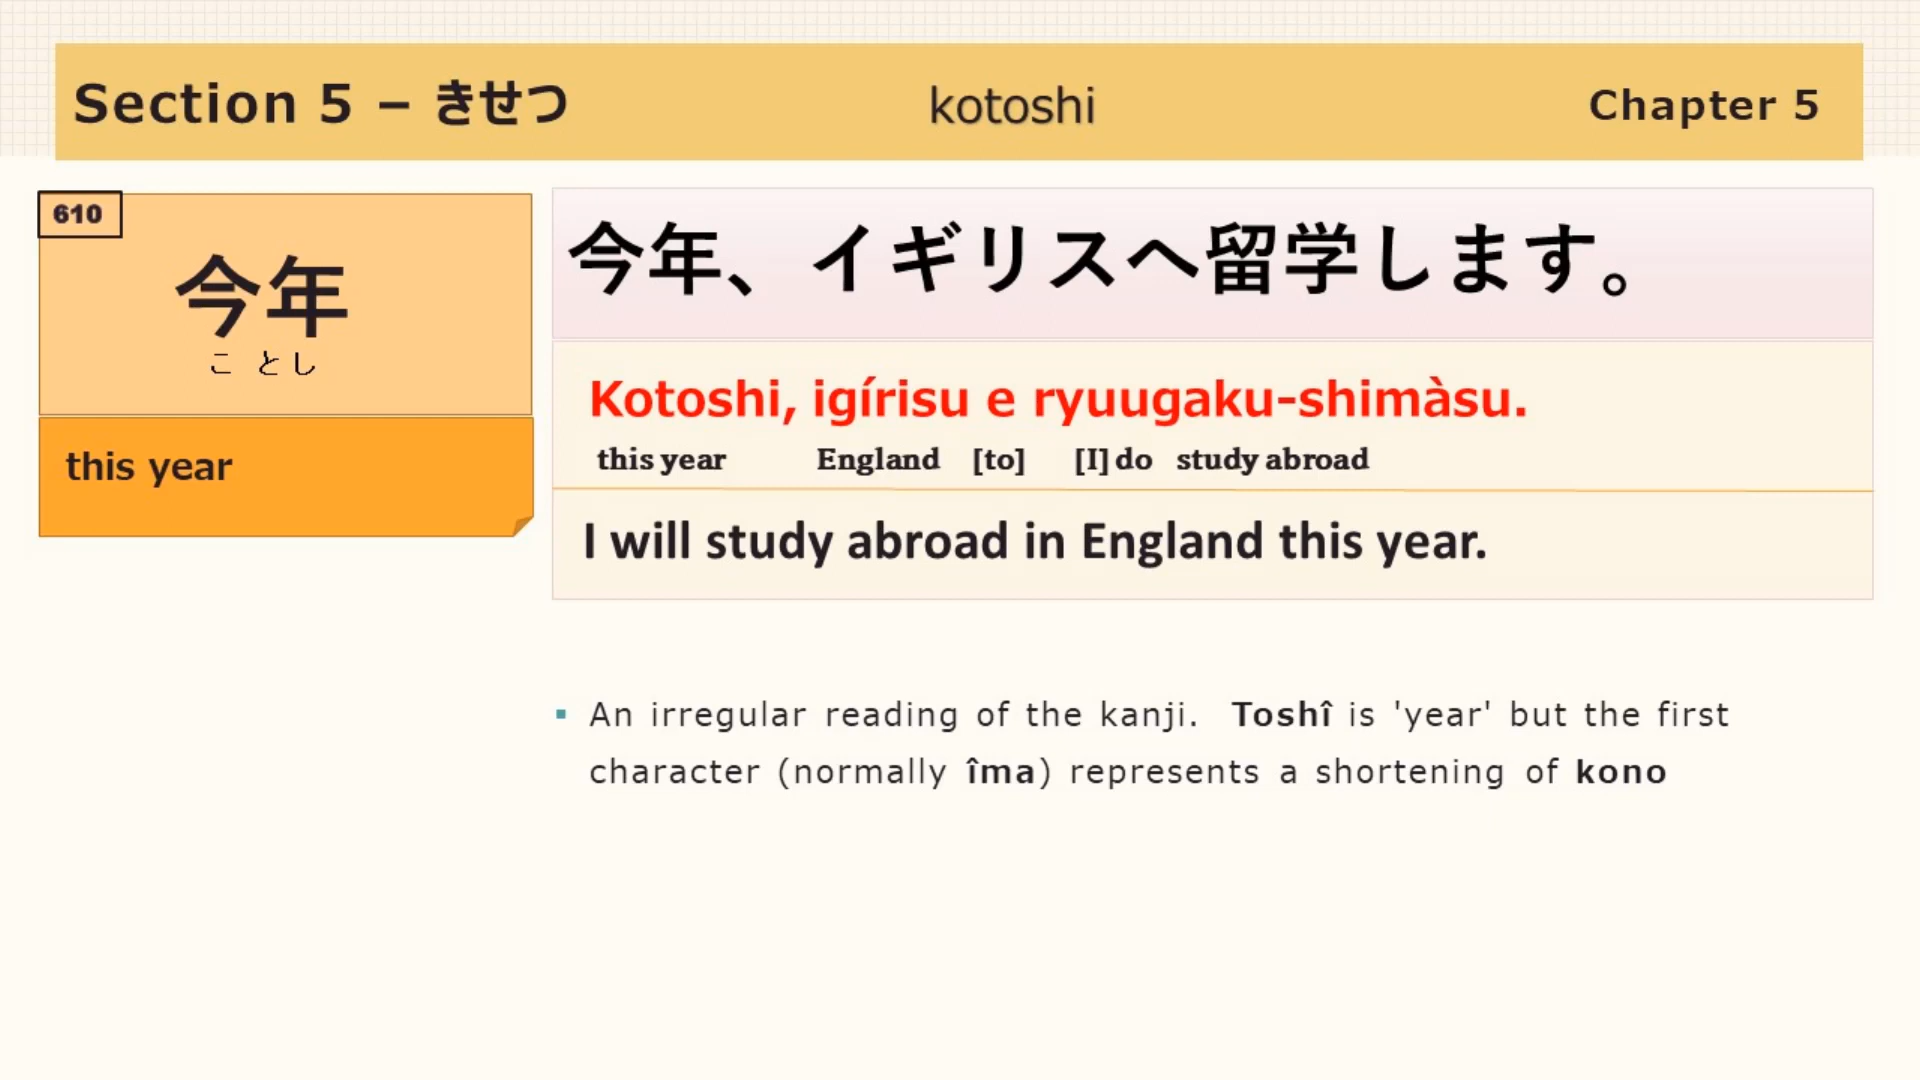 Section 5 – きせつ kotoshi Chapter 5
610
今年
こ とし
this year
今年、イギリスへ留学します。
Kotoshi, igírisu e ryuugaku-shimàsu.
this year England [to] [I] do study abroad
I will study abroad in England this year.
▪ An irregular reading of the kanji. Toshî is 'year' but the first
character (normally îma) represents a shortening of kono